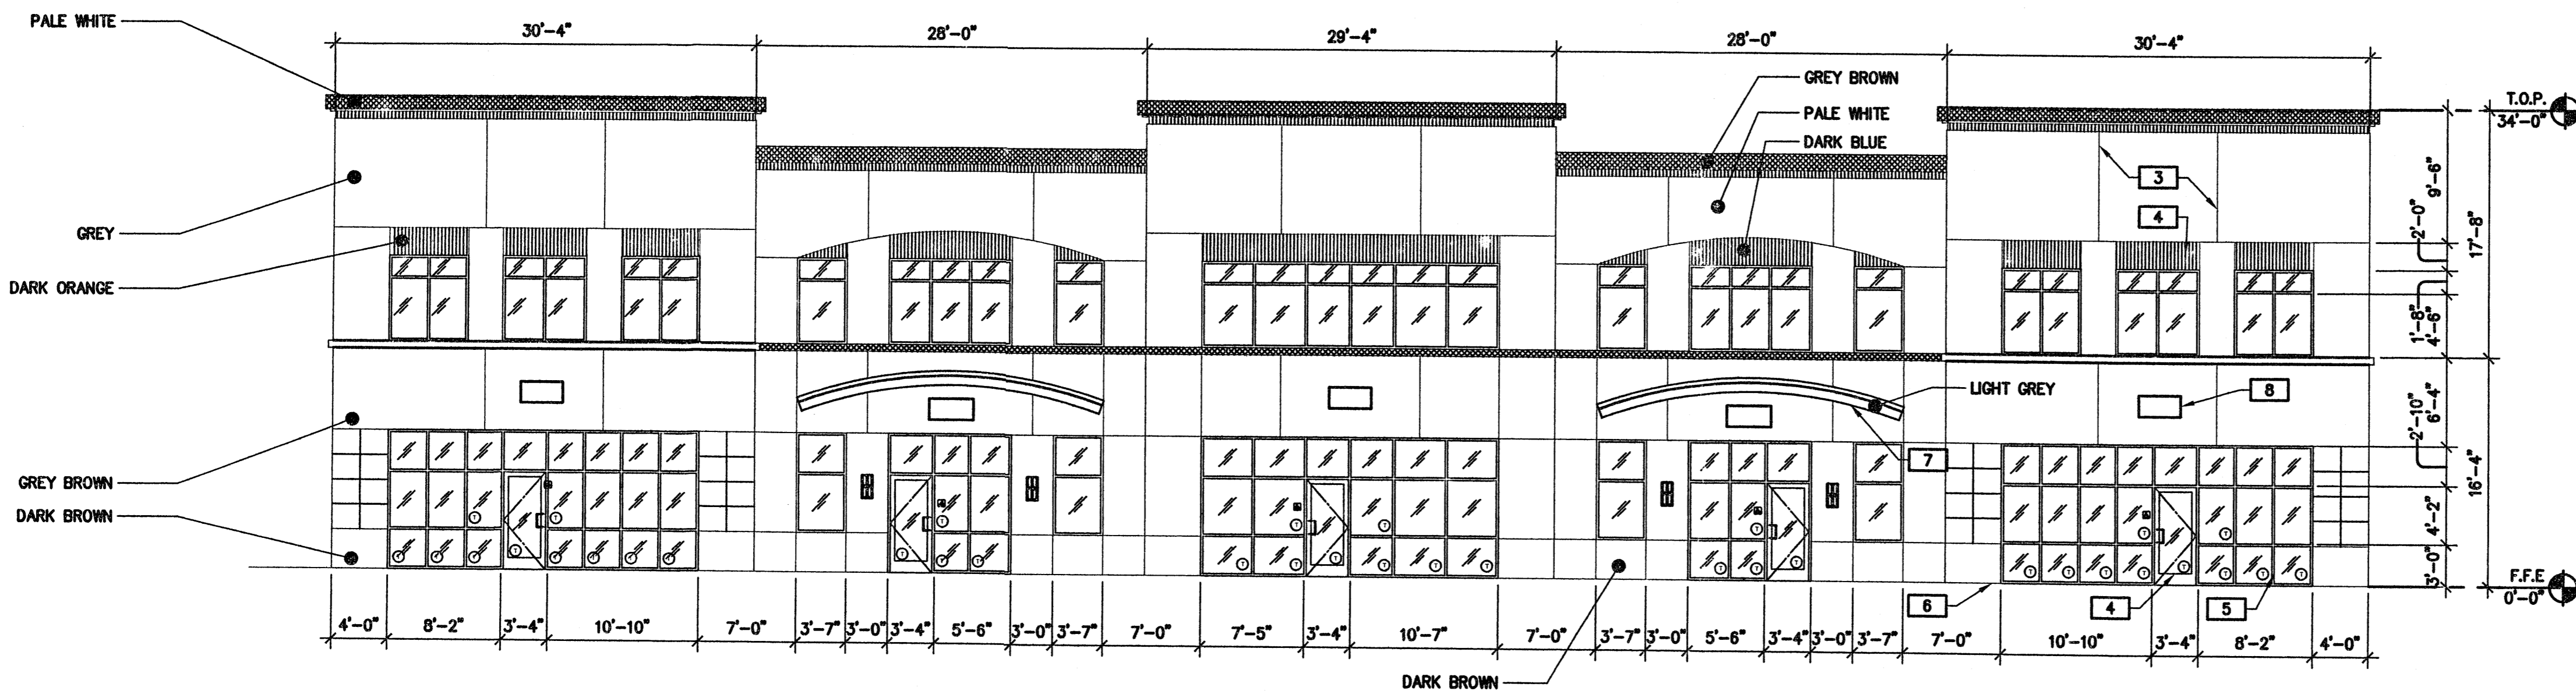 PALE WHITE
30'-4"
28'-0"
29'-4"
28'-0"
30'-4"
GREY BROWN
PALE WHITE
DARK BLUE
T.O.P.
34'-0"
3
4
9'-6"
2'-0"
17'-8"
1'-8"
4'-6"
GREY
DARK ORANGE
LIGHT GREY
8
7
2'-10"
6'-4"
16'-4"
4'-2"
3'-0"
GREY BROWN
DARK BROWN
T T T T
T T T
T T T T T T T T
T T T T T
T T T T T T T T T
F.F.E
0'-0"
6
4
5
4'-0" 8'-2" 3'-4" 10'-10" 7'-0" 3'-7" 3'-0" 3'-4" 5'-6" 3'-0" 3'-7" 7'-0" 7'-5" 3'-4" 10'-7" 7'-0" 3'-7" 3'-0" 5'-6" 3'-4" 3'-0" 3'-7" 7'-0" 10'-10" 3'-4" 8'-2" 4'-0"
DARK BROWN